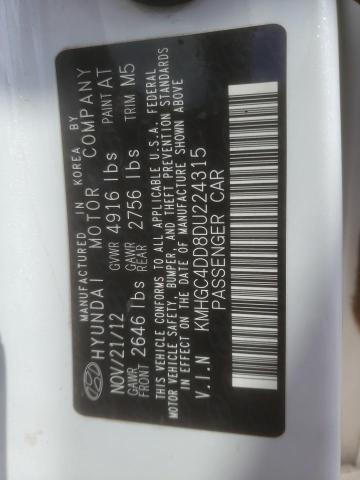 MANUFACTURED IN KOREA BY
HYUNDAI MOTOR COMPANY
NOV/21/12 GVWR 4916 lbs PAINT AT
GAWR FRONT 2646 lbs GAWR REAR 2756 lbs TRIM M5
THIS VEHICLE CONFORMS TO ALL APPLICABLE U.S.A. FEDERAL
MOTOR VEHICLE SAFETY, BUMPER, AND THEFT PREVENTION STANDARDS
IN EFFECT ON THE DATE OF MANUFACTURE SHOWN ABOVE
V.I.N KMHGC4DD8DU224315
PASSENGER CAR